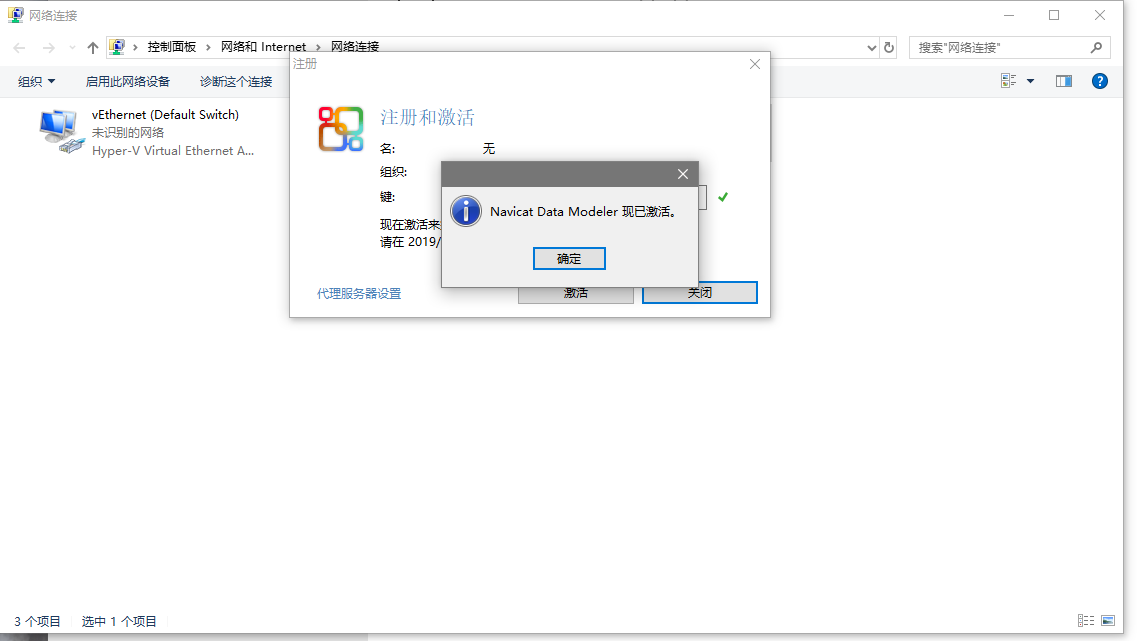 网络连接
控制面板 网络和 Internet 网络连接
搜索"网络连接"
组织 启用此网络设备 诊断这个连接
vEthernet (Default Switch)
未识别的网络
Hyper-V Virtual Ethernet A...
注册
注册和激活
名: 无
组织:
键:
现在激活来
请在 2019/
Navicat Data Modeler 现已激活。
确定
代理服务器设置
激活
关闭
3 个项目 选中 1 个项目